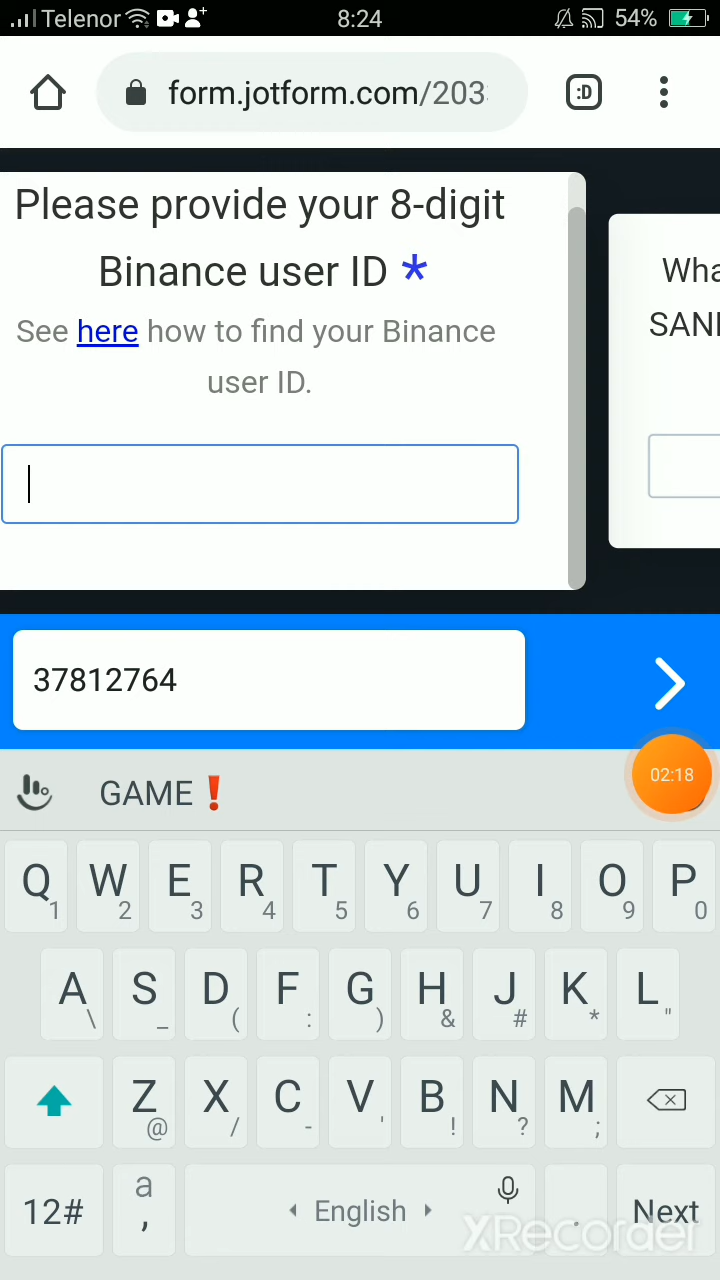 Telenor 8:24 54%
form.jotform.com/203
:D
Please provide your 8-digit
Binance user ID *
See here how to find your Binance
user ID.
Wha
SAN
37812764
02:18
GAME❗
Q W E R T Y U I O P
1 2 3 4 5 6 7 8 9 0
A S D F G H J K L
\ _ ( : ) & # * "
Z X C V B N M
@ / - ' ! ? ;
12# a , English . Next
XRecorder